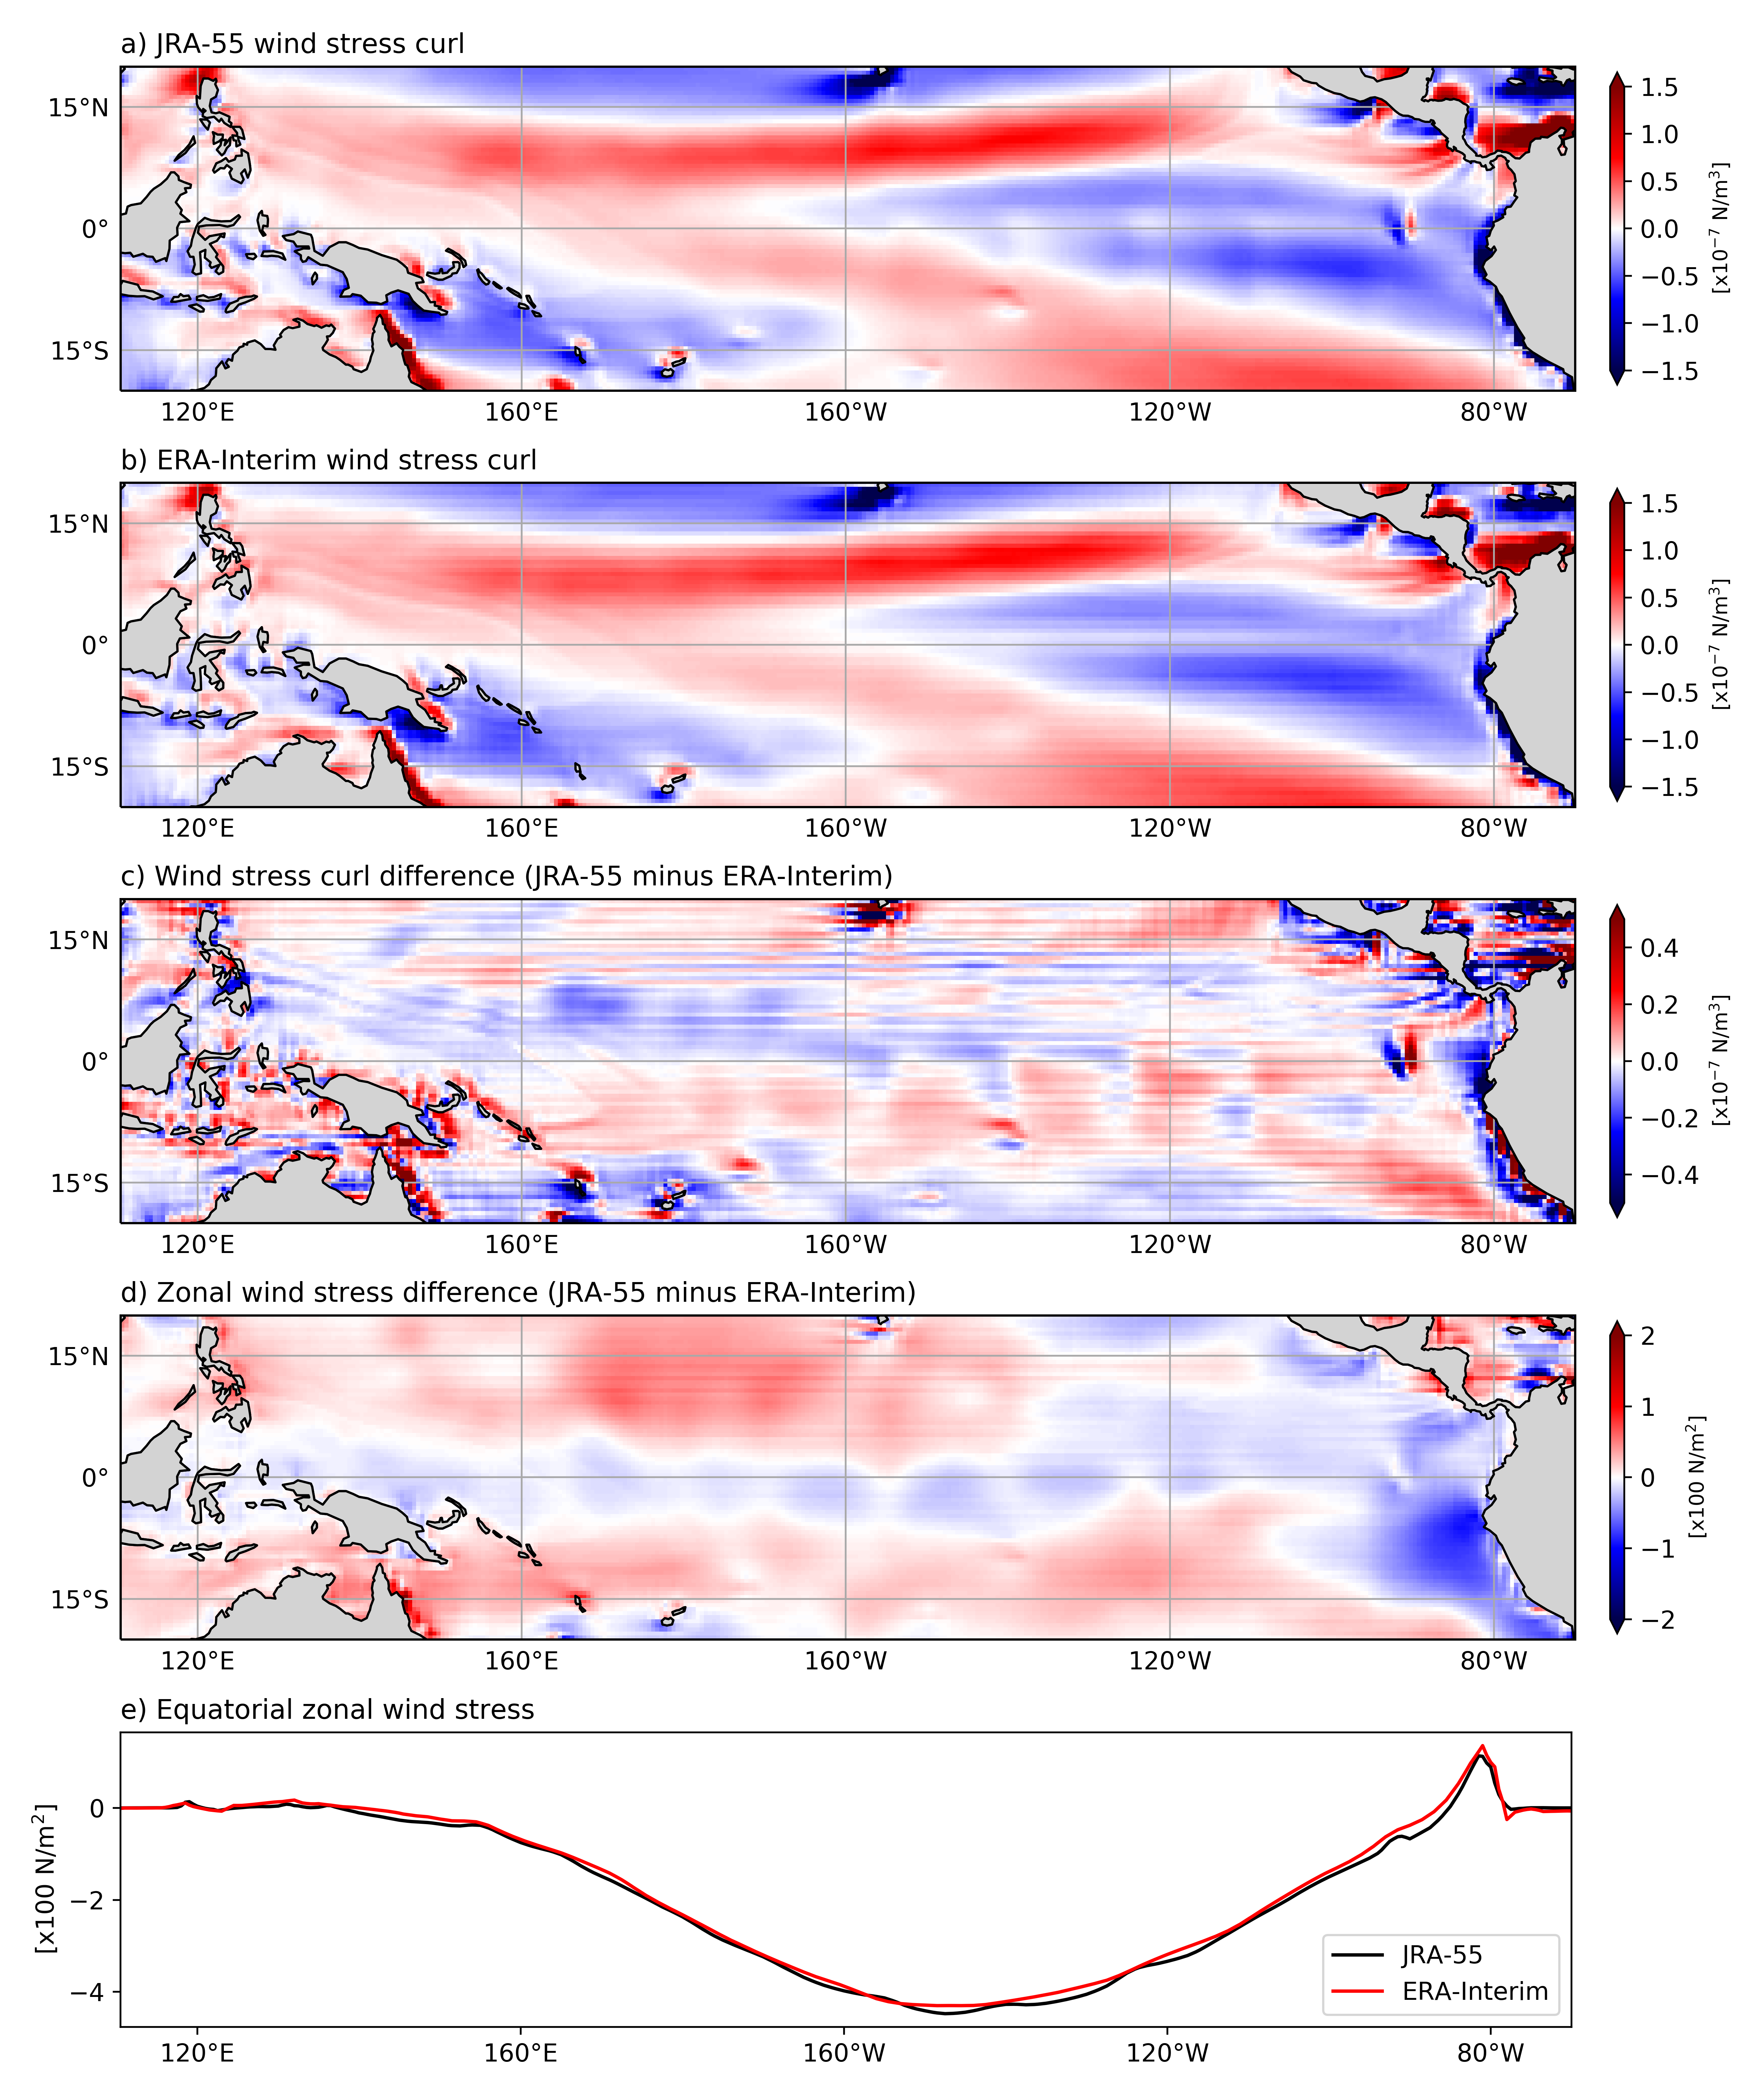 a) JRA-55 wind stress curl
15°N
0°
15°S
120°E 160°E 160°W 120°W 80°W
1.5
1.0
0.5
0.0
−0.5
−1.0
−1.5
[x10⁻⁷ N/m³]
b) ERA-Interim wind stress curl
15°N
0°
15°S
120°E 160°E 160°W 120°W 80°W
1.5
1.0
0.5
0.0
−0.5
−1.0
−1.5
[x10⁻⁷ N/m³]
c) Wind stress curl difference (JRA-55 minus ERA-Interim)
15°N
0°
15°S
120°E 160°E 160°W 120°W 80°W
0.4
0.2
0.0
−0.2
−0.4
[x10⁻⁷ N/m³]
d) Zonal wind stress difference (JRA-55 minus ERA-Interim)
15°N
0°
15°S
120°E 160°E 160°W 120°W 80°W
2
1
0
−1
−2
[x100 N/m²]
e) Equatorial zonal wind stress
[x100 N/m²]
0
−2
−4
JRA-55
ERA-Interim
120°E 160°E 160°W 120°W 80°W